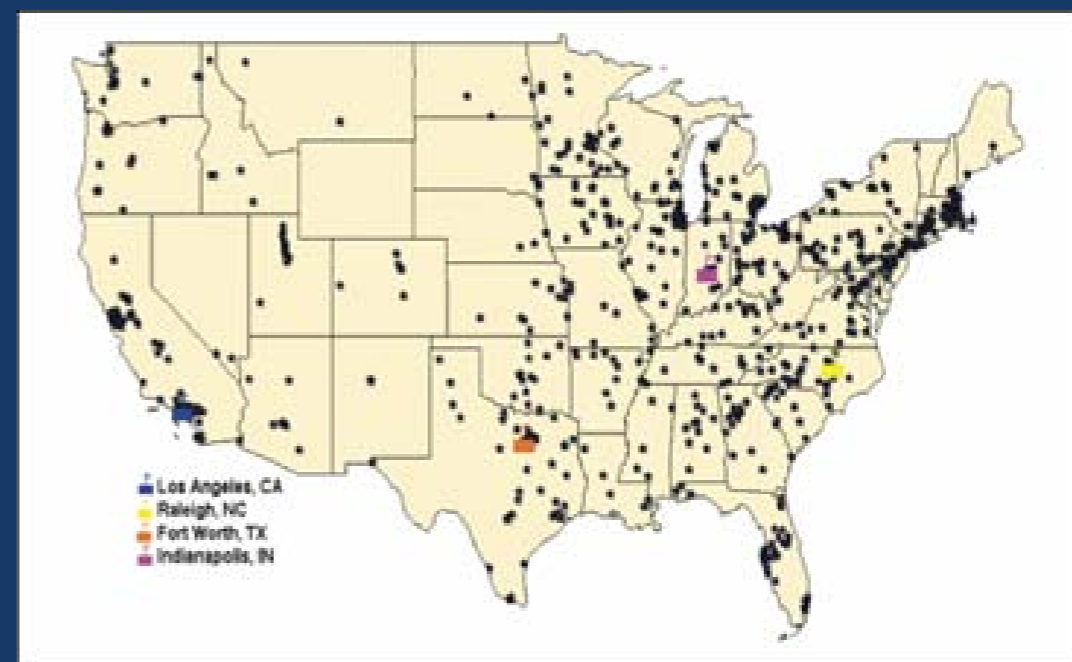 Los Angeles, CA
Raleigh, NC
Fort Worth, TX
Indianapolis, IN